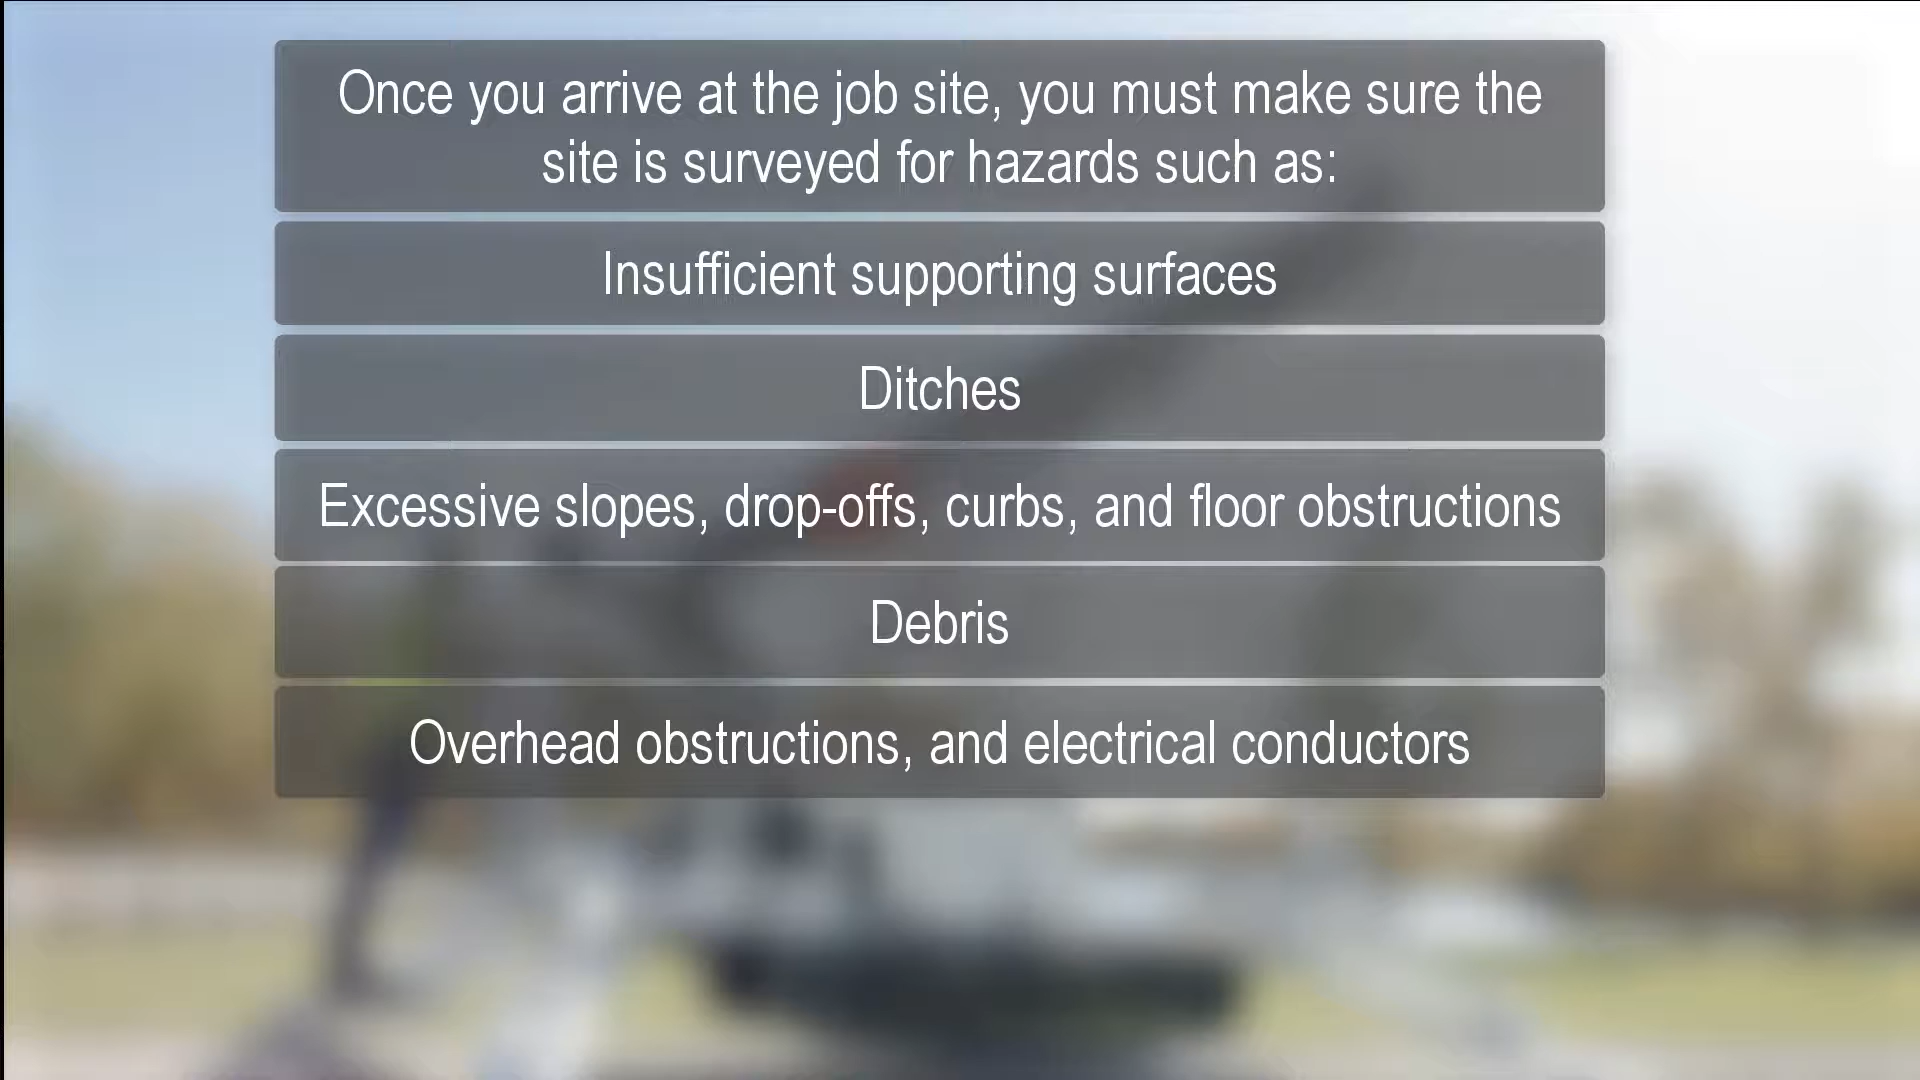 Once you arrive at the job site, you must make sure the
site is surveyed for hazards such as:
Insufficient supporting surfaces
Ditches
Excessive slopes, drop-offs, curbs, and floor obstructions
Debris
Overhead obstructions, and electrical conductors